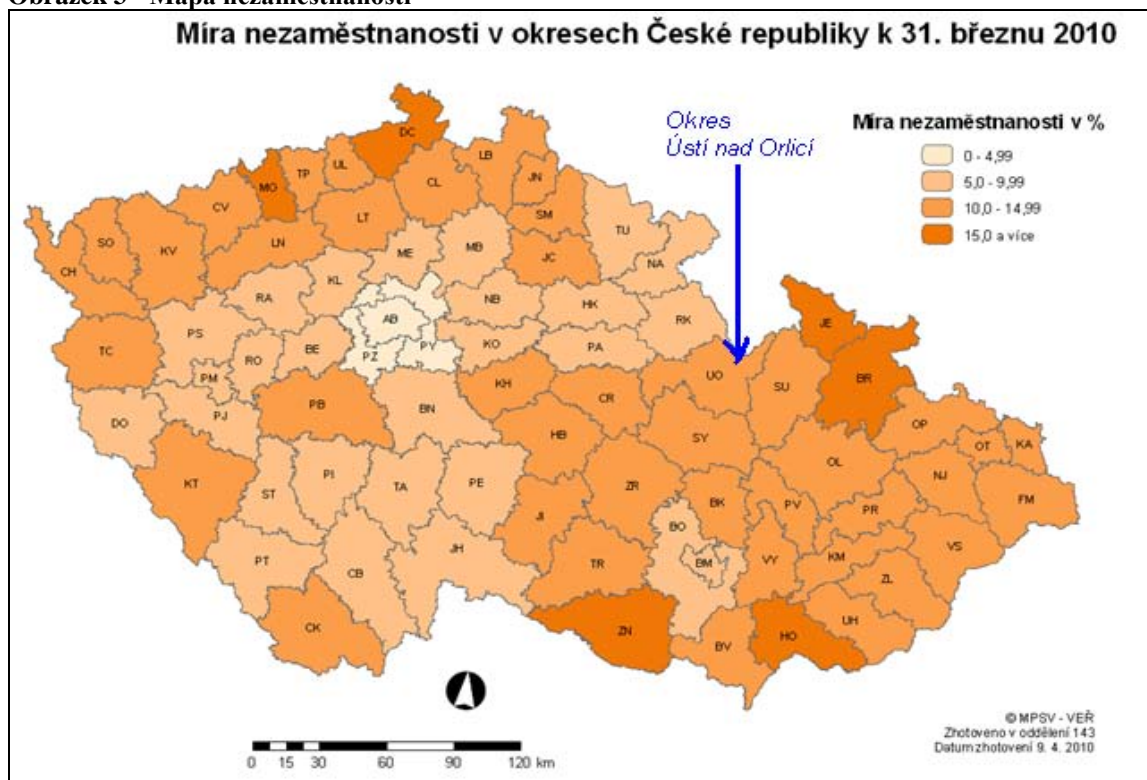 Obrázek 3 - Mapa nezaměstnanosti
Míra nezaměstnanosti v okresech České republiky k 31. březnu 2010
Okres
Ústí nad Orlicí
Míra nezaměstnanosti v %
0 - 4,99
5,0 - 9,99
10,0 - 14,99
15,0 a více
DC
LB
JN
MO
TP
UL
CL
CV
LT
SM
TU
SO
KV
LN
JC
CH
ME
MB
NA
KL
RA
NB
HK
JE
AB
RK
PS
KO
PA
TC
RO
BE
PZ
PY
UO
SU
BR
PM
KH
PB
CR
BN
PJ
DO
HB
SY
OP
OT
KA
OL
KT
PI
ST
TA
PE
ZR
NJ
FM
JI
BK
PV
PR
BO
VS
PT
CB
JH
TR
BM
VY
KM
ZL
CK
ZN
BV
HO
UH
0 15 30 60 90 120 km
© MPSV - VEŘ
Zhotoveno v oddělení 143
Datum zhotovení 9. 4. 2010